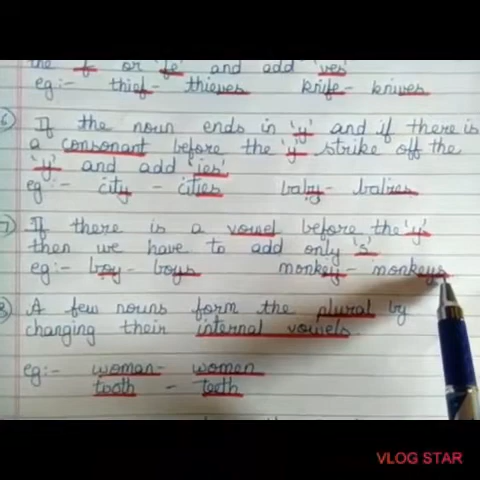 the 'f' or 'fe' and add 'ves'
eg:- thief - thieves knife - knives
6) If the noun ends in 'y' and if there is
a consonant before the 'y' strike off the
'y' and add 'ies'
eg:- city - cities baby - babies
7) If there is a vowel before the 'y'
then we have to add only 's'
eg:- boy - boys monkey - monkeys
8) A few nouns form the plural by
changing their internal vowels.
eg:- woman - women
tooth - teeth
VLOG STAR